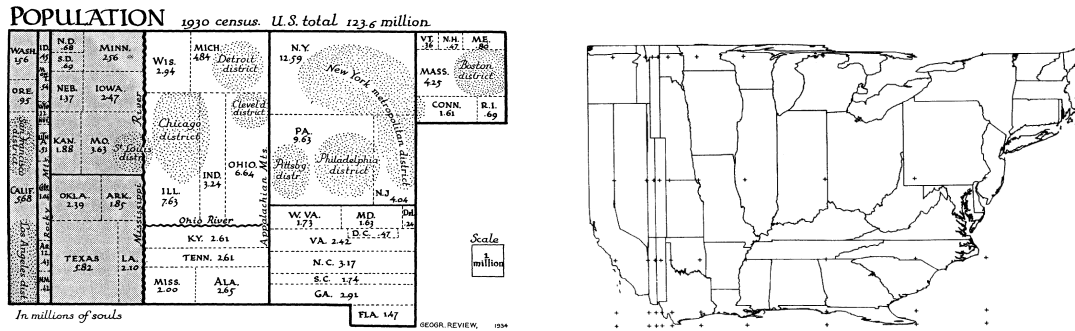 POPULATION 1930 census. U.S. total 123.6 million
WASH.
1.56
ORE.
.95
CALIF.
5.68
San Francisco
District
Los Angeles dist
Rocky Mts.
N.D.
.68
S.D.
.69
MINN.
2.56
NEB.
1.37
IOWA.
2.47
KAN.
1.88
MO.
3.63
St. Louis
distr.
OKLA.
2.39
ARK.
1.85
TEXAS
5.82
LA.
2.10
Mississippi River
WIS.
2.94
MICH.
4.84
Detroit
district
Chicago
district
Cleveld
district
ILL.
7.63
IND.
3.24
OHIO.
6.64
Ohio River
KY. 2.61
TENN. 2.61
MISS.
2.00
ALA.
2.65
Appalachian Mts.
N.Y.
12.59
New York metropolitan district
PA.
9.63
Pittsbg
distr.
Philadelphia
district
N.J.
4.04
W. VA.
1.73
MD.
1.63
Del.
.24
D.C. .47
VA. 2.42
N.C. 3.17
S.C. 1.74
GA. 2.91
FLA. 1.47
VT.
.36
N.H.
.47
ME.
.80
MASS.
4.25
Boston
district
CONN.
1.61
R.I.
.69
Scale
1
million
In millions of souls
GEOGR. REVIEW, 1934